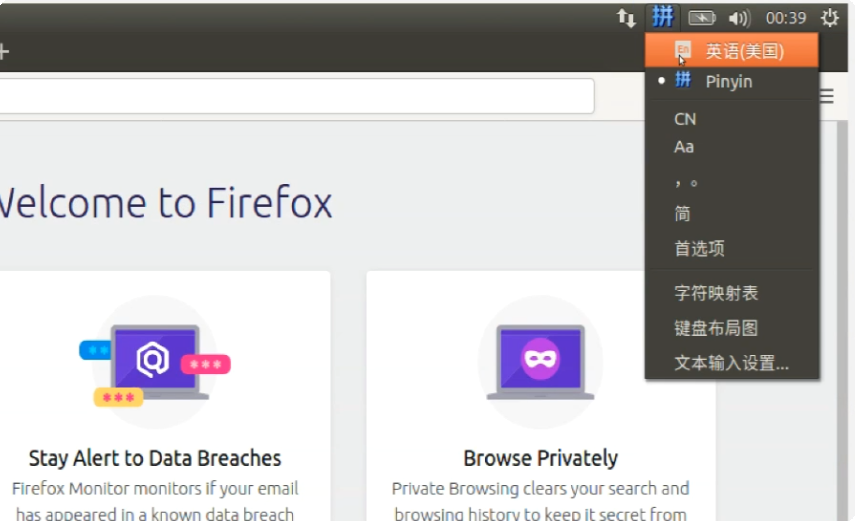 拼 00:39
+
En 英语(美国)
拼 Pinyin
CN
Aa
，。
简
首选项
字符映射表
键盘布局图
文本输入设置...
Welcome to Firefox
***
***
Stay Alert to Data Breaches
Firefox Monitor monitors if your email
has appeared in a known data breach
Browse Privately
Private Browsing clears your search and
browsing history to keep it secret from